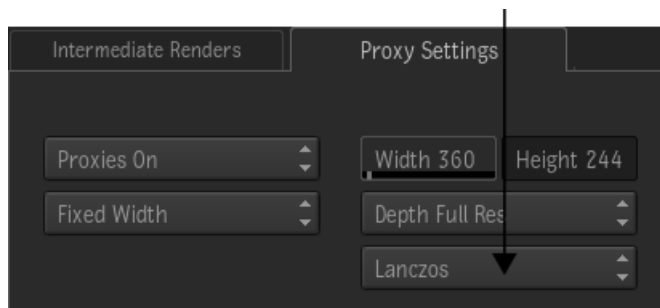 Intermediate Renders
Proxy Settings
Proxies On
Width 360
Height 244
Fixed Width
Depth Full Res
Lanczos